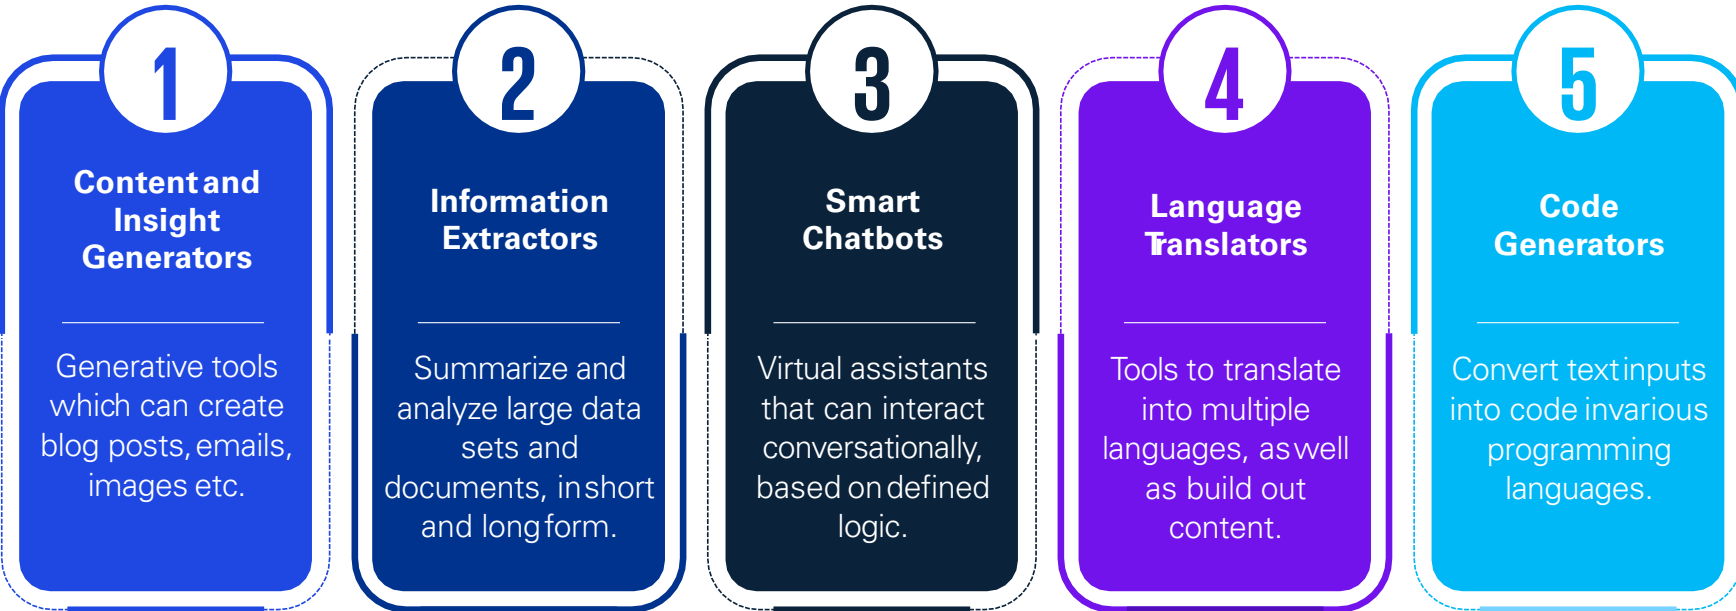 1
Content and
Insight
Generators
Generative tools
which can create
blog posts, emails,
images etc.
2
Information
Extractors
Summarize and
analyze large data
sets and
documents, in short
and long form.
3
Smart
Chatbots
Virtual assistants
that can interact
conversationally,
based on defined
logic.
4
Language
Translators
Tools to translate
into multiple
languages, as well
as build out
content.
5
Code
Generators
Convert text inputs
into code invarious
programming
languages.